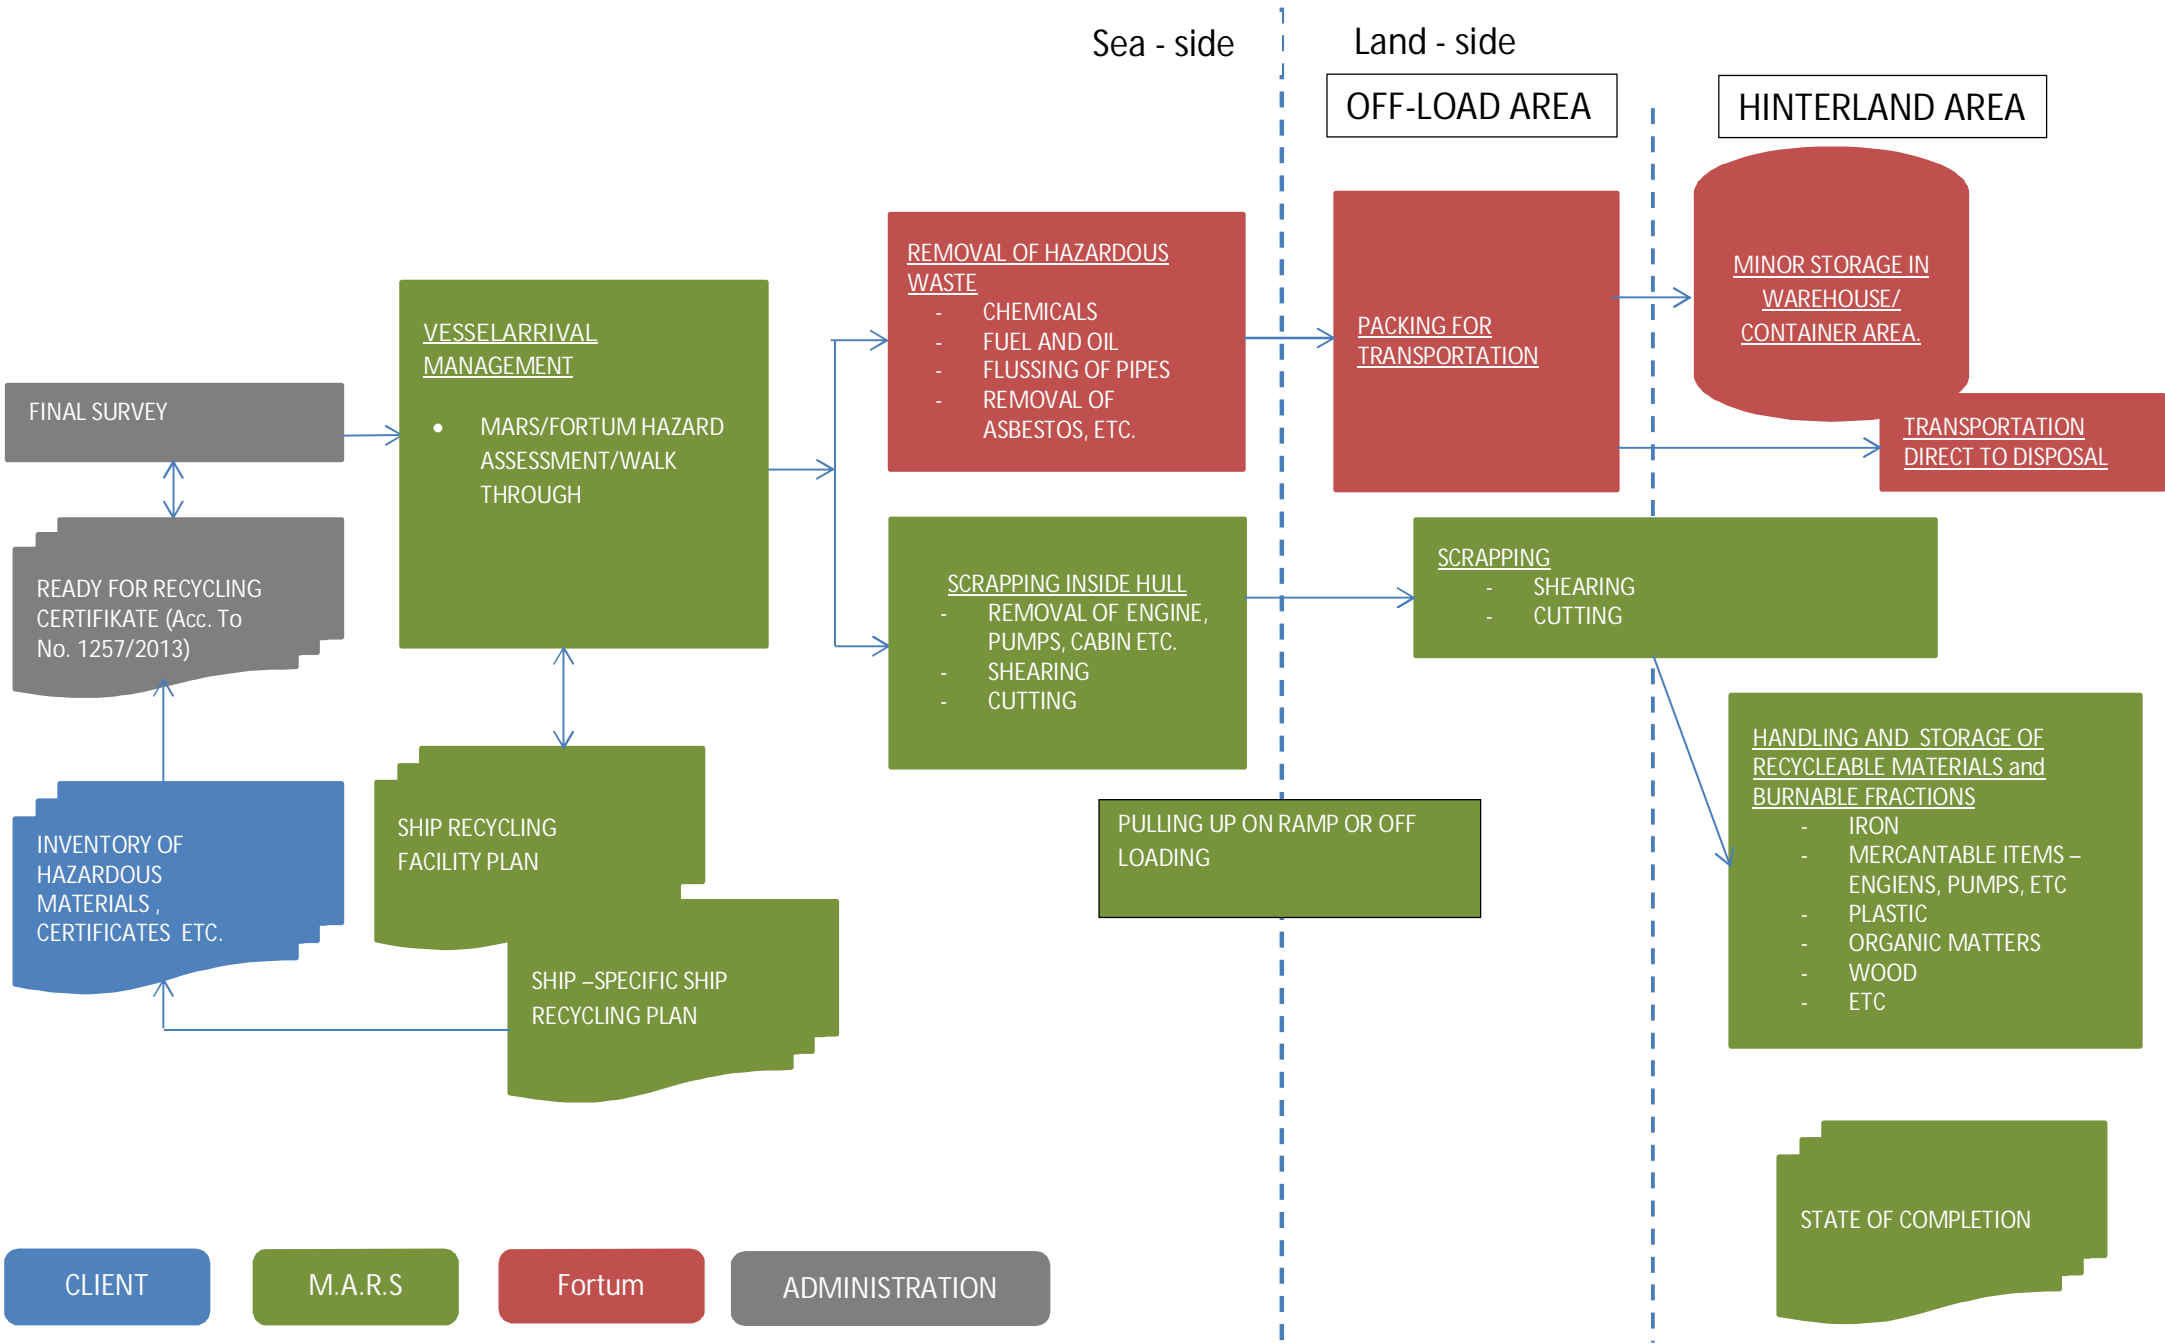 Sea - side
Land - side
OFF-LOAD AREA
HINTERLAND AREA
FINAL SURVEY
READY FOR RECYCLING
CERTIFIKATE (Acc. To
No. 1257/2013)
INVENTORY OF
HAZARDOUS
MATERIALS ,
CERTIFICATES ETC.
VESSELARRIVAL
MANAGEMENT
• MARS/FORTUM HAZARD
ASSESSMENT/WALK
THROUGH
SHIP RECYCLING
FACILITY PLAN
SHIP –SPECIFIC SHIP
RECYCLING PLAN
REMOVAL OF HAZARDOUS
WASTE
- CHEMICALS
- FUEL AND OIL
- FLUSSING OF PIPES
- REMOVAL OF
ASBESTOS, ETC.
SCRAPPING INSIDE HULL
- REMOVAL OF ENGINE,
PUMPS, CABIN ETC.
- SHEARING
- CUTTING
PULLING UP ON RAMP OR OFF
LOADING
PACKING FOR
TRANSPORTATION
MINOR STORAGE IN
WAREHOUSE/
CONTAINER AREA.
TRANSPORTATION
DIRECT TO DISPOSAL
SCRAPPING
- SHEARING
- CUTTING
HANDLING AND STORAGE OF
RECYCLEABLE MATERIALS and
BURNABLE FRACTIONS
- IRON
- MERCANTABLE ITEMS –
ENGIENS, PUMPS, ETC
- PLASTIC
- ORGANIC MATTERS
- WOOD
- ETC
STATE OF COMPLETION
CLIENT
M.A.R.S
Fortum
ADMINISTRATION